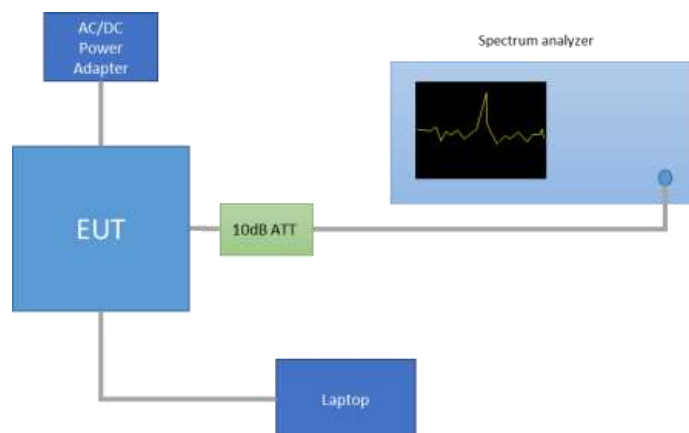 AC/DC
Power
Adapter
Spectrum analyzer
EUT
10dB ATT
Laptop